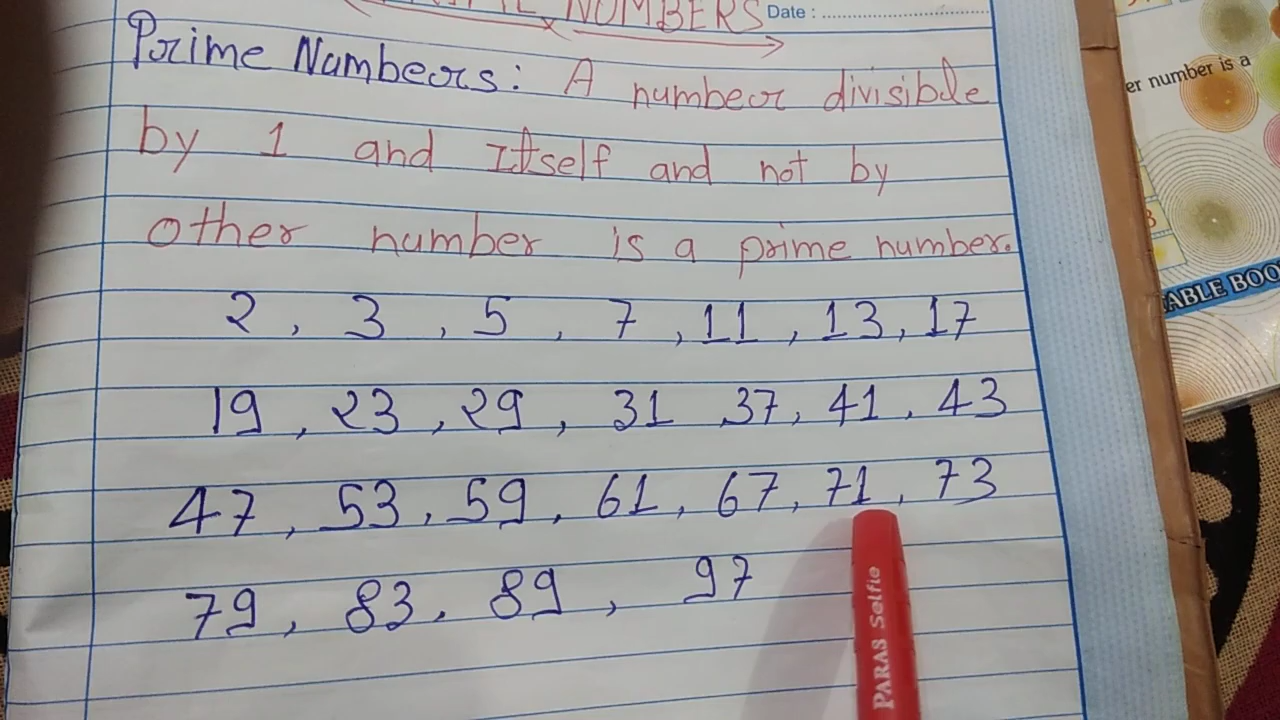 NUMBERS Date :
Prime Numbers: A number divisible
by 1 and Itself and not by
other number is a prime number.
2, 3, 5, 7, 11, 13, 17
19, 23, 29, 31 37, 41, 43
47, 53, 59, 61, 67, 71, 73
79, 83, 89, 97
PARAS Selfie
er number is a
ABLE BOO